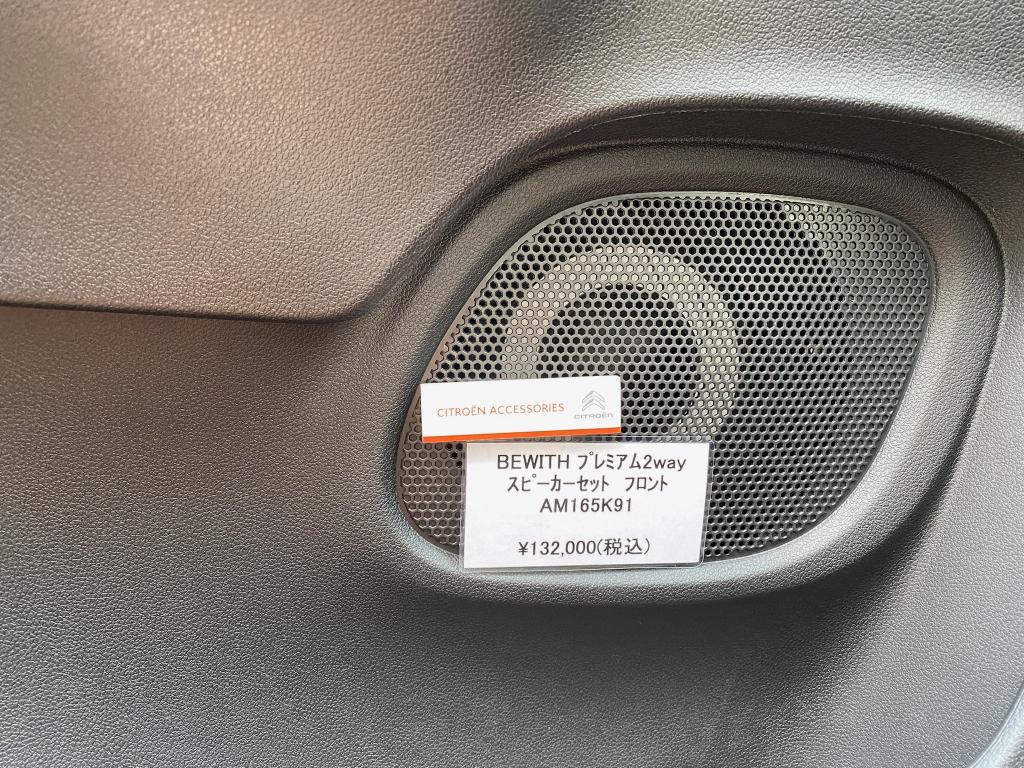 CITROËN ACCESSORIES
CITROËN
BEWITH プレミアム2way
スピーカーセット フロント
AM165K91
¥132,000(税込)